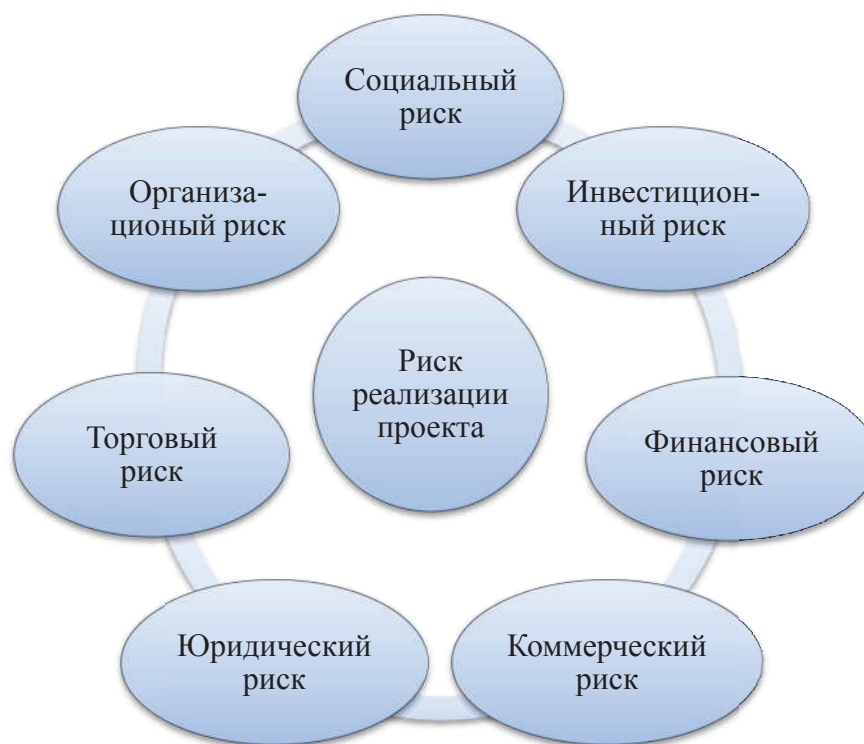 Социальный
риск
Инвестицион-
ный риск
Финансовый
риск
Коммерческий
риск
Юридический
риск
Торговый
риск
Организа-
ционый риск
Риск
реализации
проекта